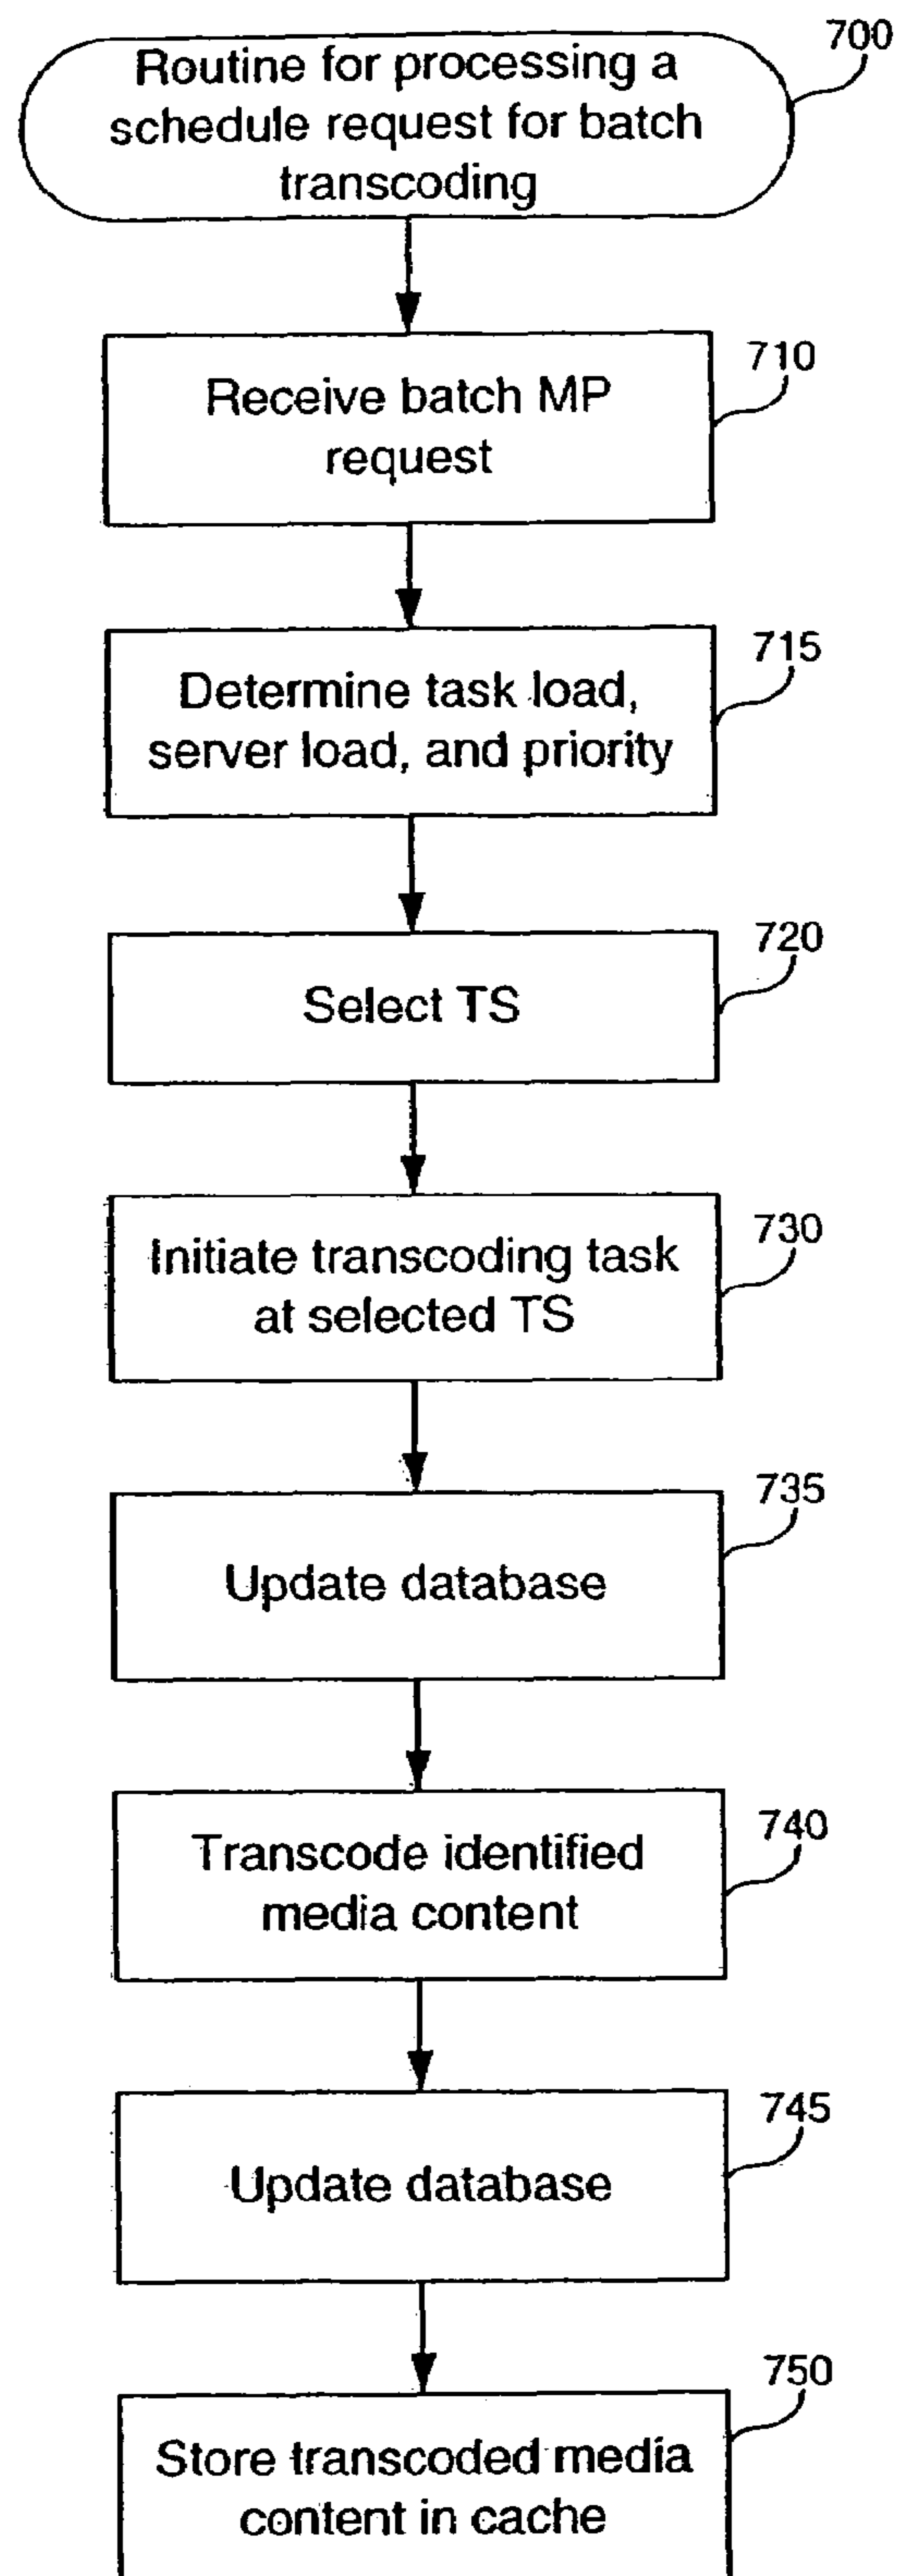 700
Routine for processing a
schedule request for batch
transcoding
710
Receive batch MP
request
715
Determine task load,
server load, and priority
720
Select TS
730
Initiate transcoding task
at selected TS
735
Update database
740
Transcode identified
media content
745
Update database
750
Store transcoded media
content in cache